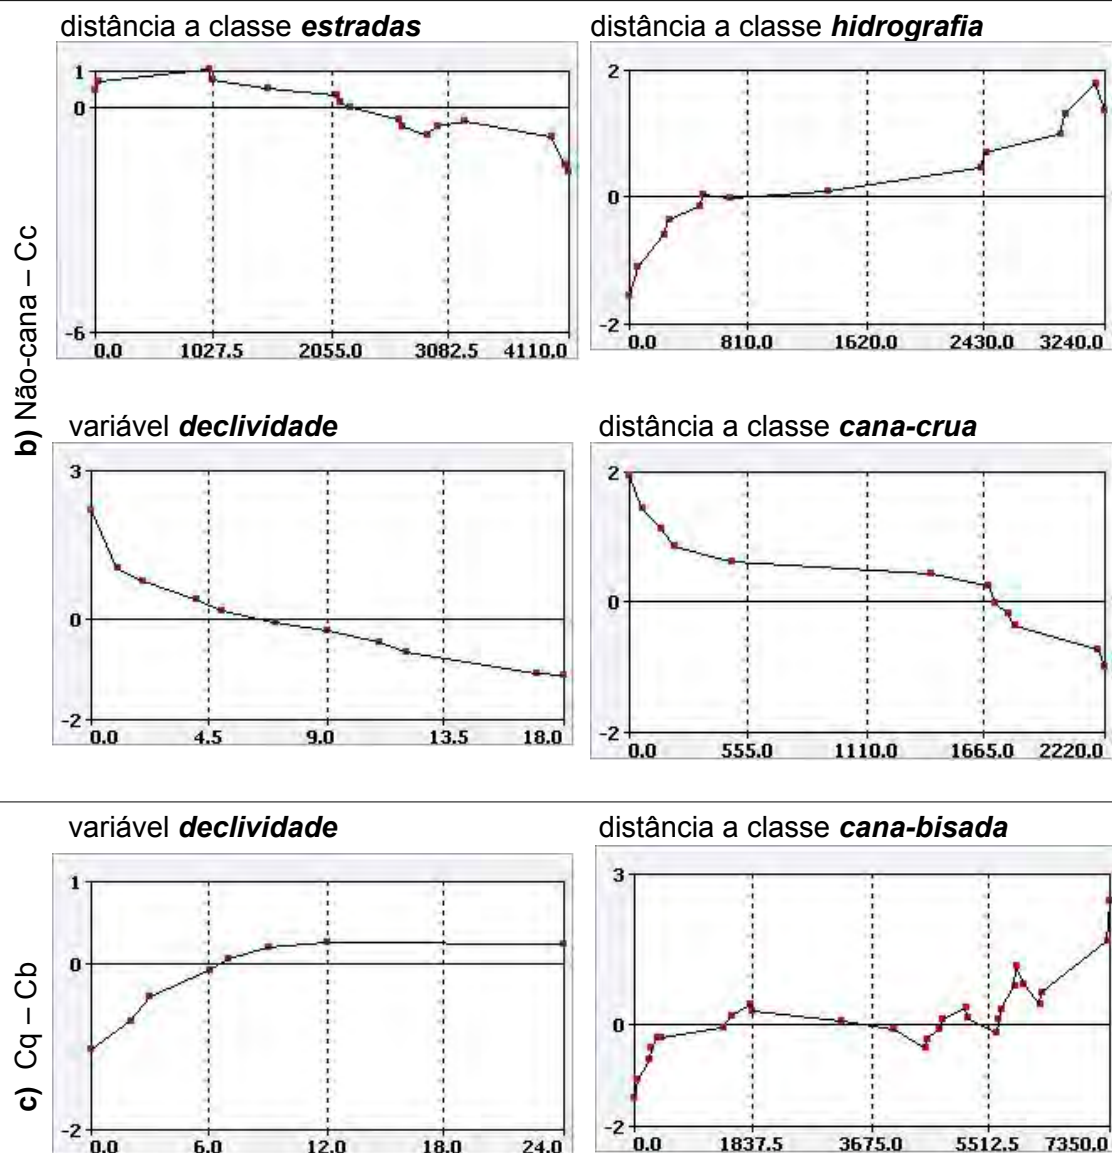 distância a classe estradas
distância a classe hidrografia
1
0
-6
0.0 1027.5 2055.0 3082.5 4110.0
2
0
-2
0.0 810.0 1620.0 2430.0 3240.0
b) Não-cana – Cc
variável declividade
distância a classe cana-crua
3
0
-2
0.0 4.5 9.0 13.5 18.0
2
0
-2
0.0 555.0 1110.0 1665.0 2220.0
variável declividade
distância a classe cana-bisada
c) Cq – Cb
1
0
-2
0.0 6.0 12.0 18.0 24.0
3
0
-2
0.0 1837.5 3675.0 5512.5 7350.0